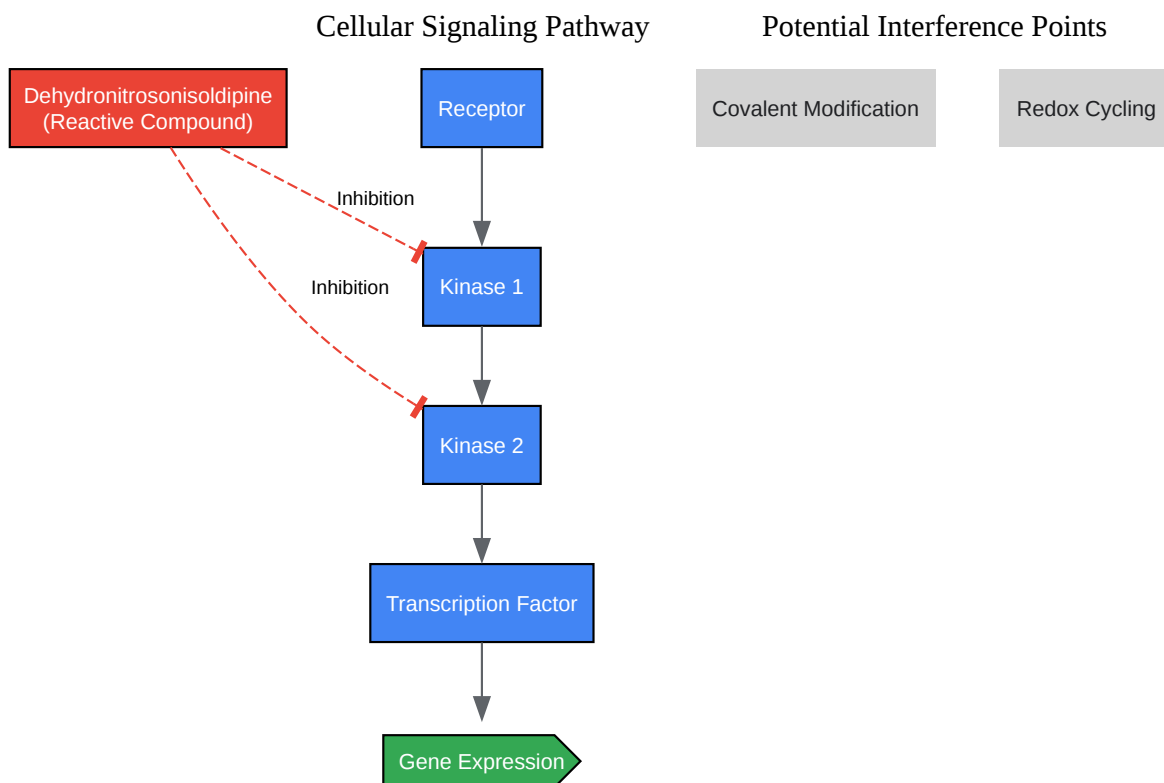 Cellular Signaling Pathway
Potential Interference Points
Dehydronitrosonisoldipine
(Reactive Compound)
Receptor
Covalent Modification
Redox Cycling
Inhibition
Inhibition
Kinase 1
Kinase 2
Transcription Factor
Gene Expression